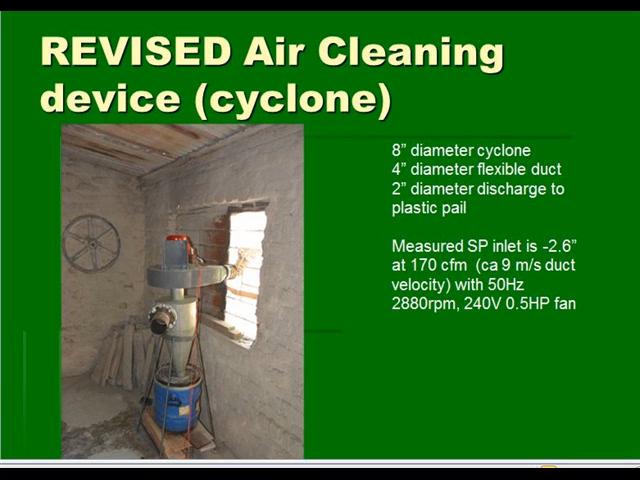 REVISED Air Cleaning
device (cyclone)
8” diameter cyclone
4” diameter flexible duct
2” diameter discharge to
plastic pail
Measured SP inlet is -2.6”
at 170 cfm  (ca 9 m/s duct
velocity) with 50Hz
2880rpm, 240V 0.5HP fan